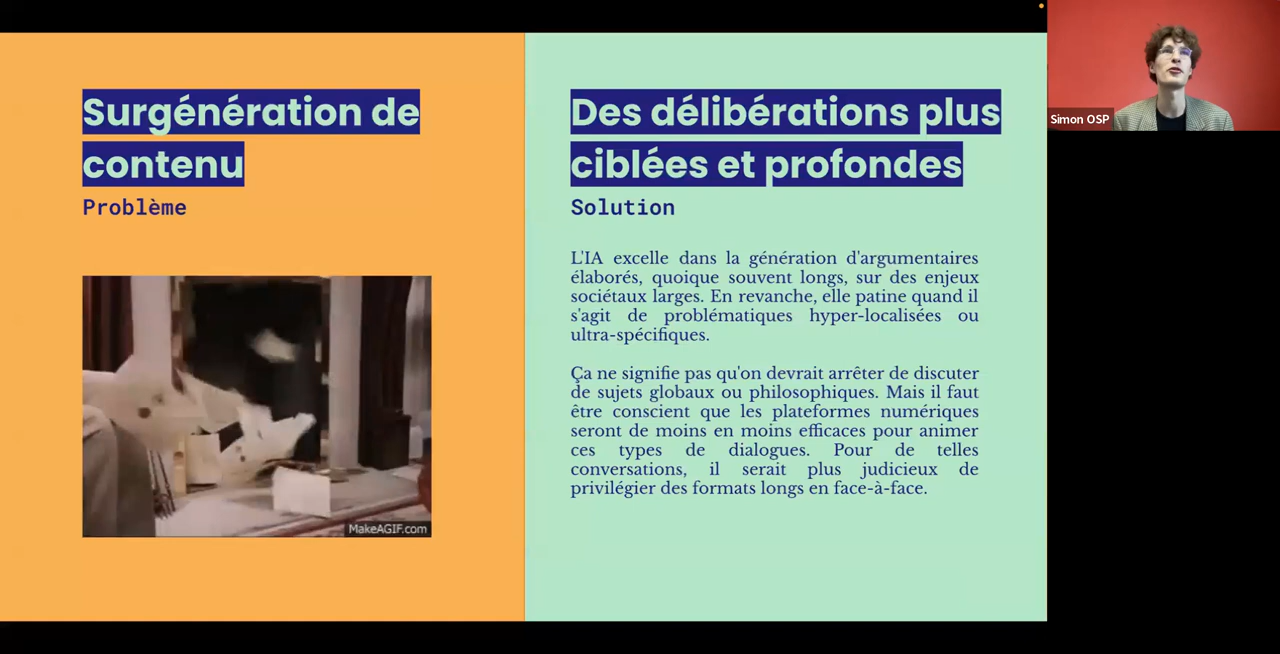 Surgénération de
contenu
Problème
MakeAGIF.com
Des délibérations plus
ciblées et profondes
Solution
L'IA excelle dans la génération d'argumentaires
élaborés, quoique souvent longs, sur des enjeux
sociétaux larges. En revanche, elle patine quand il
s'agit de problématiques hyper-localisées ou
ultra-spécifiques.
Ça ne signifie pas qu'on devrait arrêter de discuter
de sujets globaux ou philosophiques. Mais il faut
être conscient que les plateformes numériques
seront de moins en moins efficaces pour animer
ces types de dialogues. Pour de telles
conversations, il serait plus judicieux de
privilégier des formats longs en face-à-face.
Simon OSP